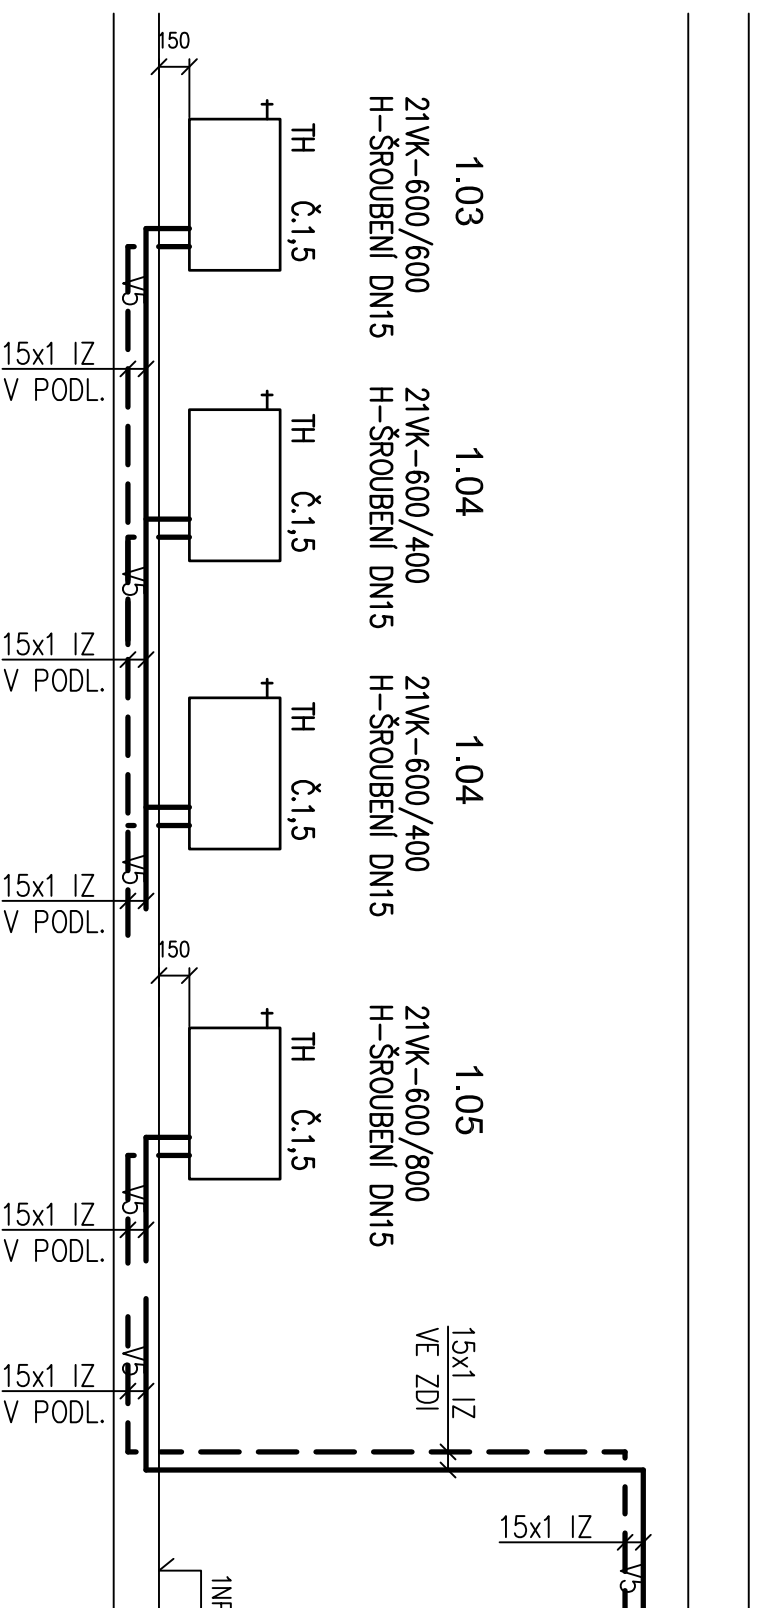 150
1.03
21VK-600/600
H-ŠROUBENÍ DN15
TH Č.1,5
V5
15x1 IZ
V PODL.
1.04
21VK-600/400
H-ŠROUBENÍ DN15
TH Č.1,5
V5
15x1 IZ
V PODL.
1.04
21VK-600/400
H-ŠROUBENÍ DN15
TH Č.1,5
V5
15x1 IZ
V PODL.
150
1.05
21VK-600/800
H-ŠROUBENÍ DN15
TH Č.1,5
V5
15x1 IZ
V PODL.
V5
15x1 IZ
V PODL.
15x1 IZ
VE ZDI
15x1 IZ
V5